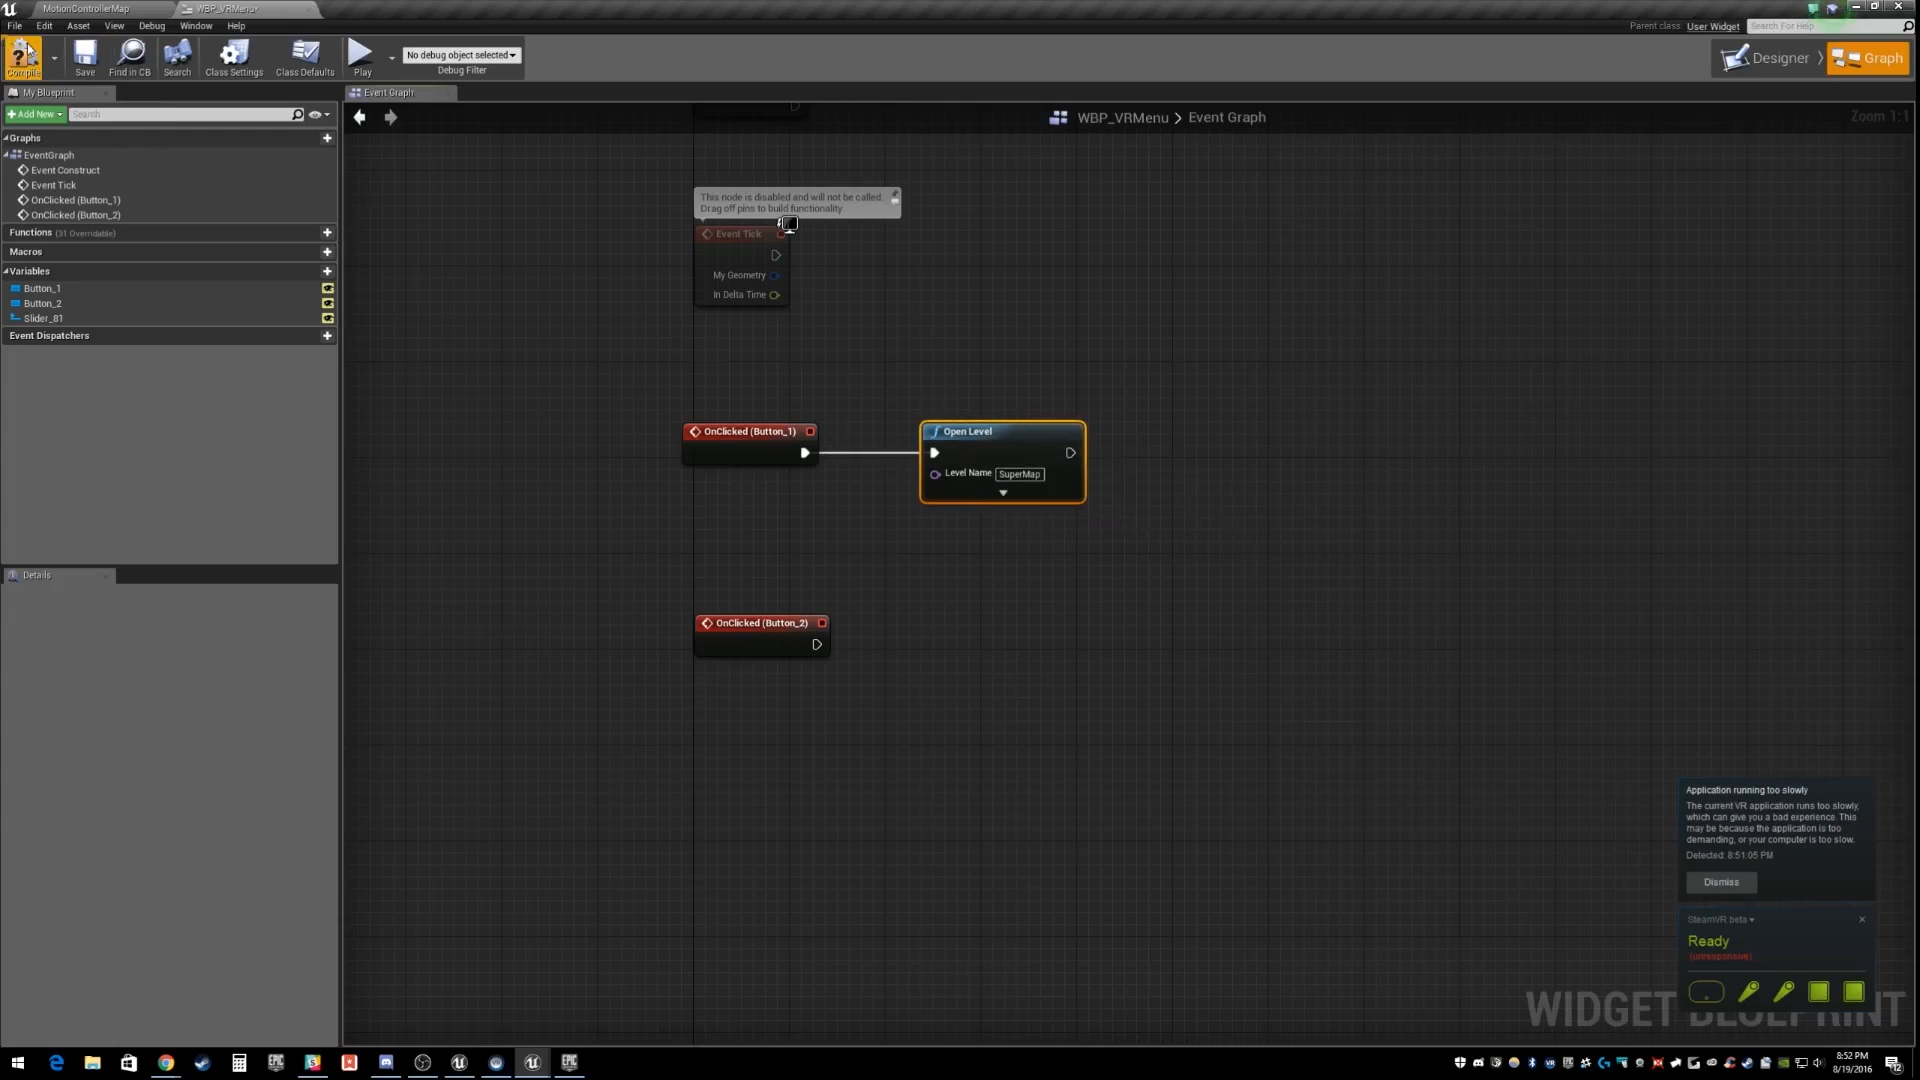 MotionControllerMap
WBP_VRMenu*
File Edit Asset View Debug Window Help
Parent class: User Widget
Search For Help
Compile
Save
Find in CB
Search
Class Settings
Class Defaults
Play
No debug object selected
Debug Filter
Designer
Graph
My Blueprint
Event Graph
Add New
Search
WBP_VRMenu > Event Graph
Zoom 1:1
Graphs
EventGraph
Event Construct
Event Tick
OnClicked (Button_1)
OnClicked (Button_2)
Functions (31 Overridable)
Macros
Variables
Button_1
Button_2
Slider_81
Event Dispatchers
Details
This node is disabled and will not be called.
Drag off pins to build functionality.
Event Tick
My Geometry
In Delta Time
OnClicked (Button_1)
Open Level
Level Name SuperMap
OnClicked (Button_2)
Application running too slowly
The current VR application runs too slowly,
which can give you a bad experience. This
may be because the application is too
demanding, or your computer is too slow.
Detected: 8:51:05 PM
Dismiss
SteamVR beta
Ready
(unresponsive)
WIDGET BLUEPRINT
8:52 PM
8/19/2016